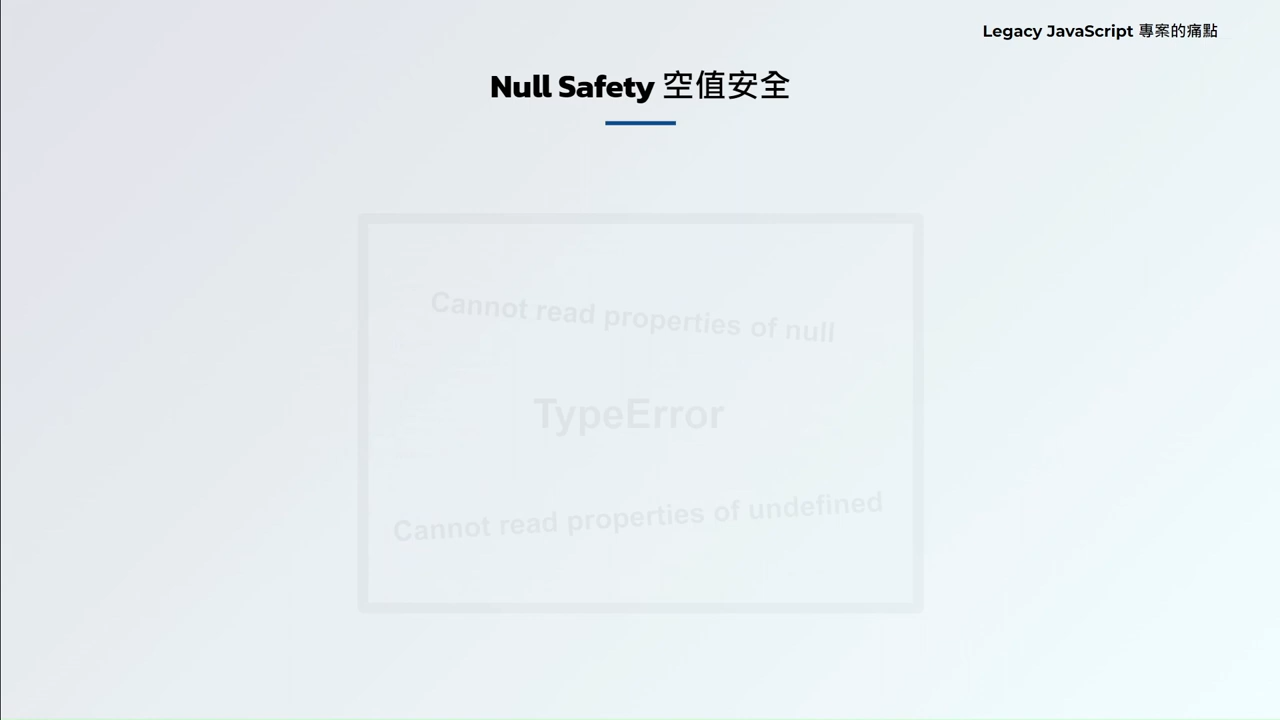 Legacy JavaScript 專案的痛點
Null Safety 空值安全
Cannot read properties of null
TypeError
Cannot read properties of undefined